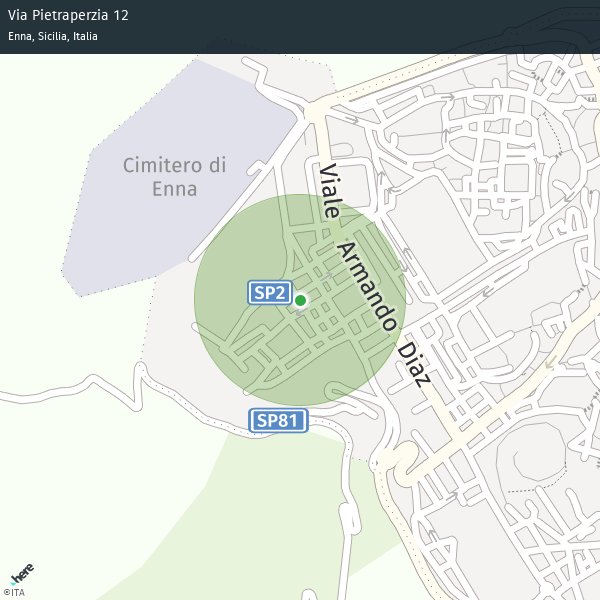 Via Pietraperzia 12
Enna, Sicilia, Italia
Cimitero di
Enna
Viale Armando Diaz
SP2
SP81
here
©ITA